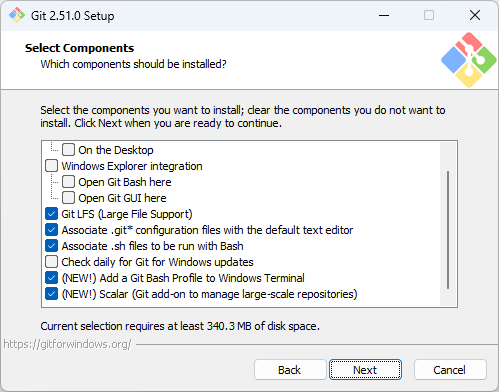 Git 2.51.0 Setup
Select Components
Which components should be installed?
Select the components you want to install; clear the components you do not want to
install. Click Next when you are ready to continue.
On the Desktop
Windows Explorer integration
Open Git Bash here
Open Git GUI here
Git LFS (Large File Support)
Associate .git* configuration files with the default text editor
Associate .sh files to be run with Bash
Check daily for Git for Windows updates
(NEW!) Add a Git Bash Profile to Windows Terminal
(NEW!) Scalar (Git add-on to manage large-scale repositories)
Current selection requires at least 340.3 MB of disk space.
https://gitforwindows.org/
Back
Next
Cancel